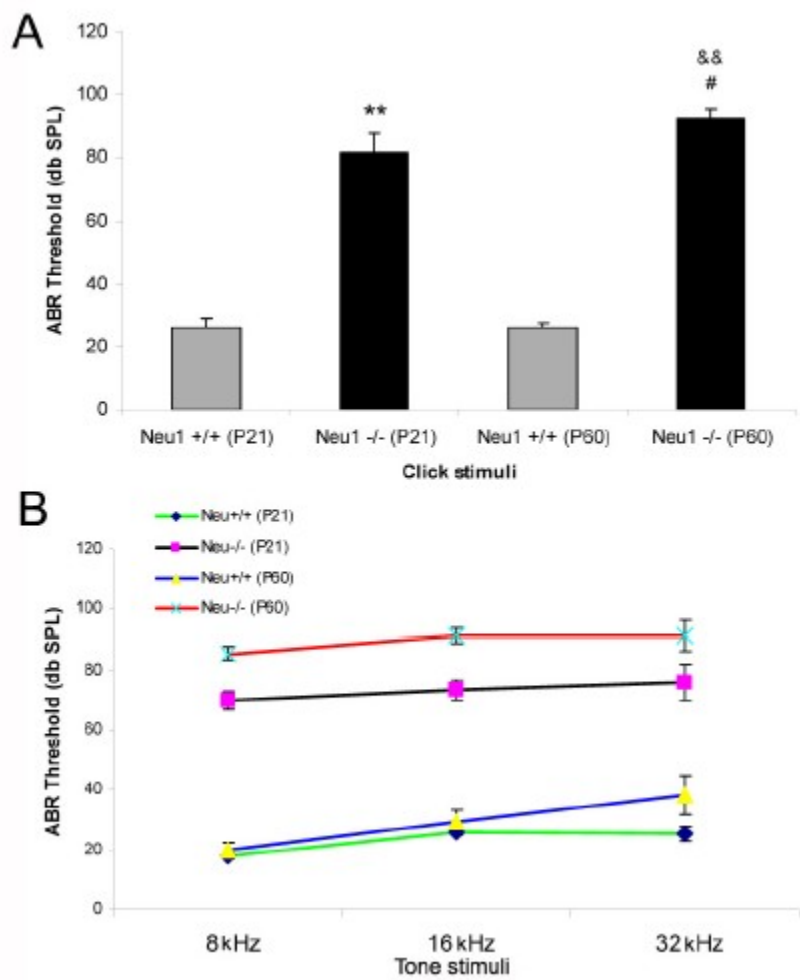 A
ABR Threshold (db SPL)
120
100
80
60
40
20
0
**
&&
#
Neu1 +/+ (P21)
Neu1 -/- (P21)
Neu1 +/+ (P60)
Neu1 -/- (P60)
Click stimuli
B
Neu+/+ (P21)
Neu-/- (P21)
Neu+/+ (P60)
Neu-/- (P60)
ABR Threshold (db SPL)
120
100
80
60
40
20
0
8kHz
16kHz
32kHz
Tone stimuli